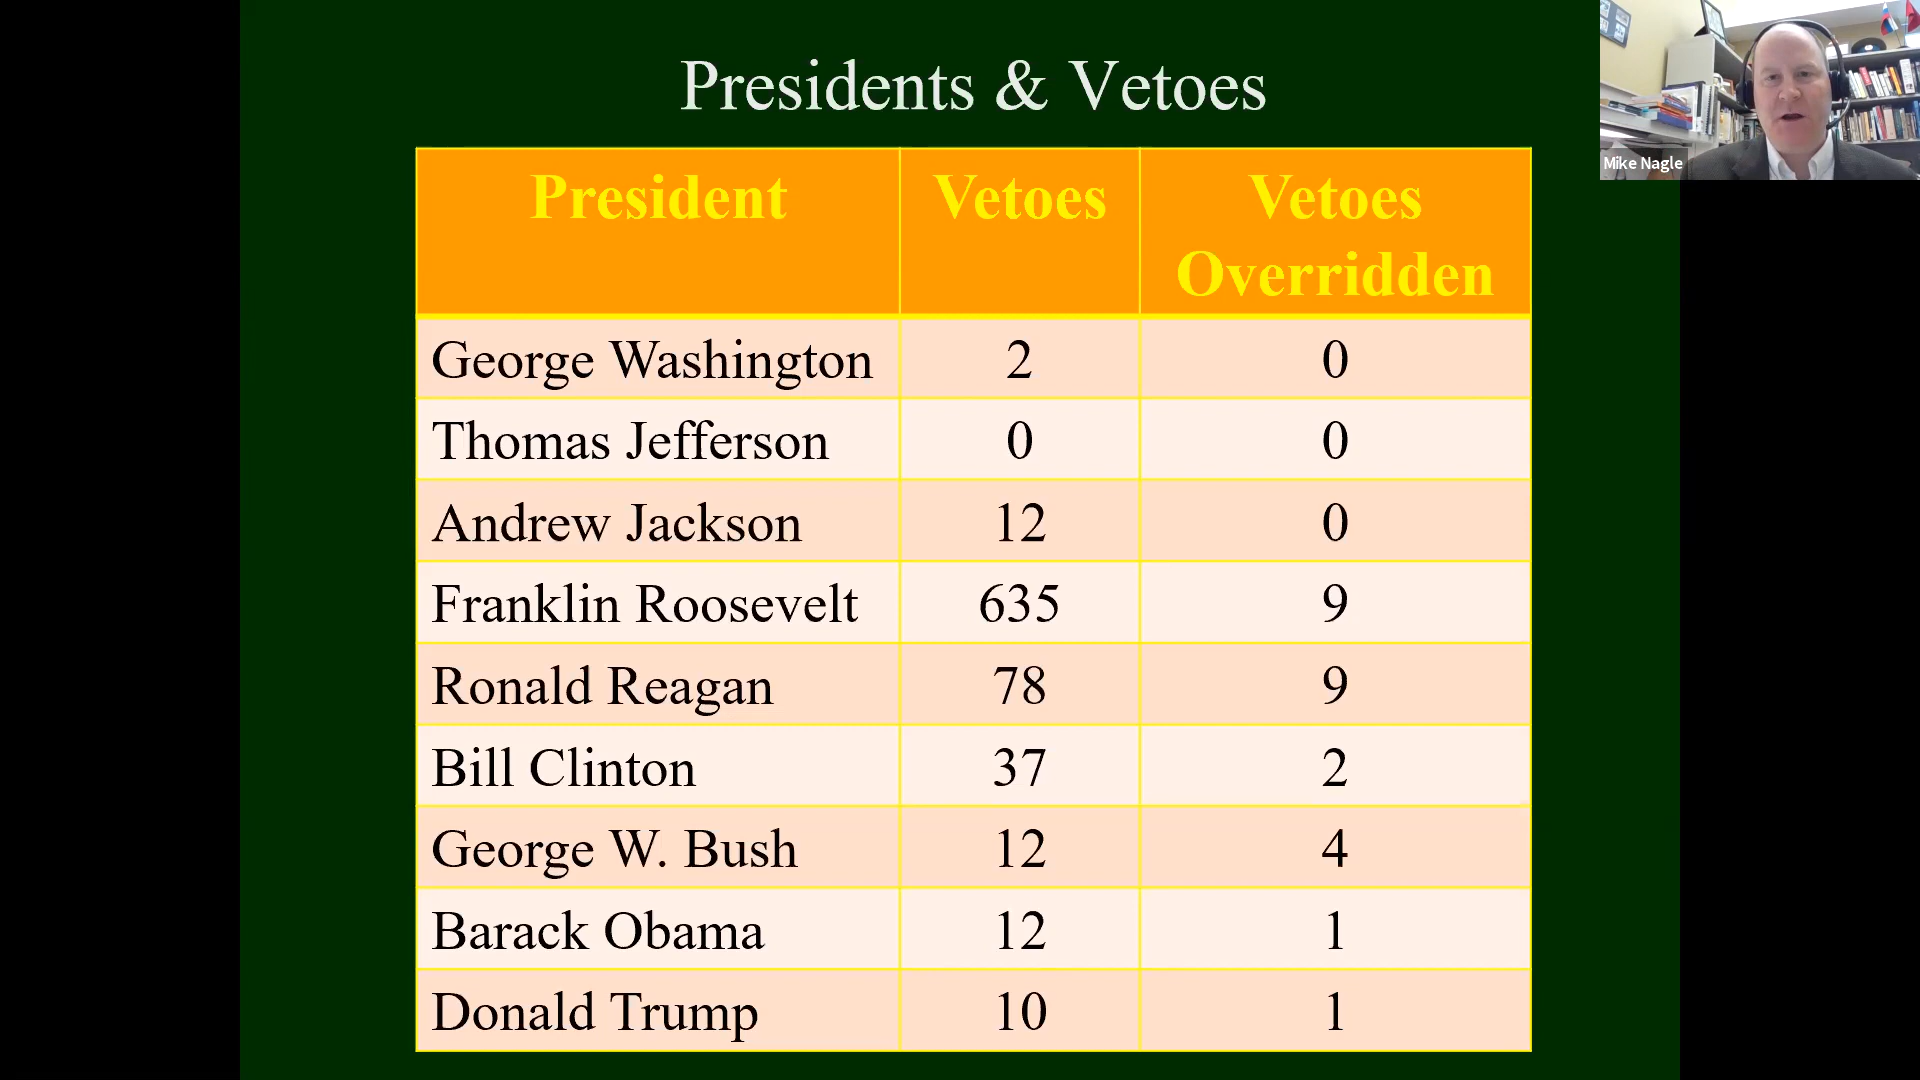 Presidents & Vetoes
President Vetoes Vetoes
Overridden
George Washington 2 0
Thomas Jefferson 0 0
Andrew Jackson 12 0
Franklin Roosevelt 635 9
Ronald Reagan 78 9
Bill Clinton 37 2
George W. Bush 12 4
Barack Obama 12 1
Donald Trump 10 1
Mike Nagle